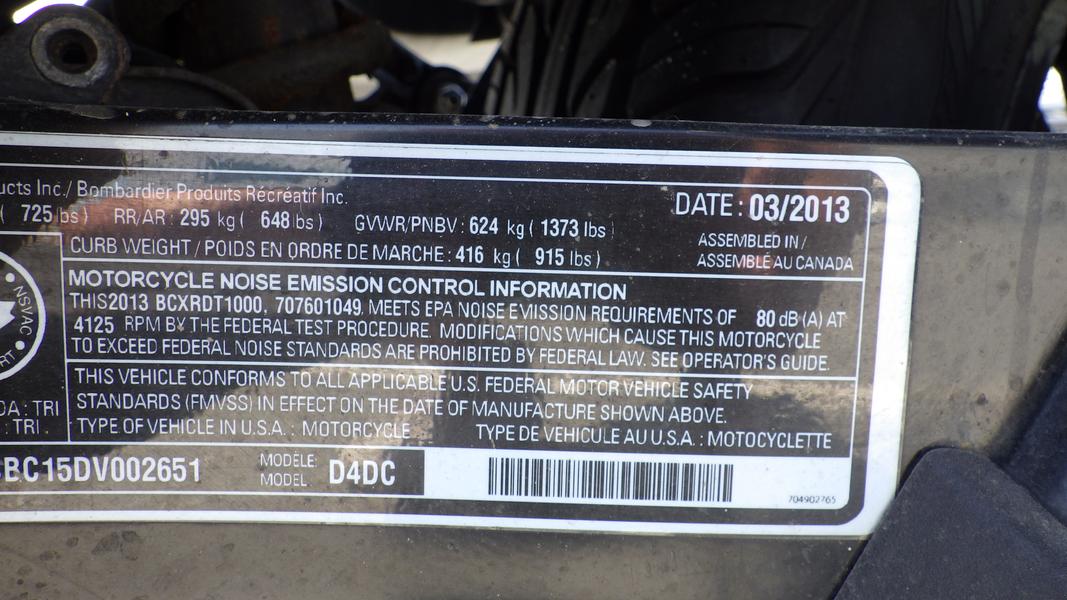 ucts Inc./ Bombardier Produits Récréatif Inc.
( 725 lbs ) RR/AR : 295 kg ( 648 lbs ) GVWR/PNBV : 624 kg ( 1373 lbs )
DATE : 03/2013
CURB WEIGHT / POIDS EN ORDRE DE MARCHE : 416 kg ( 915 lbs )
ASSEMBLED IN /
ASSEMBLÉ AU CANADA
MOTORCYCLE NOISE EMISSION CONTROL INFORMATION
THIS2013 BCXRDT1000, 707601049, MEETS EPA NOISE EMISSION REQUIREMENTS OF 80 dB (A) AT
4125 RPM BY THE FEDERAL TEST PROCEDURE. MODIFICATIONS WHICH CAUSE THIS MOTORCYCLE
TO EXCEED FEDERAL NOISE STANDARDS ARE PROHIBITED BY FEDERAL LAW. SEE OPERATOR'S GUIDE.
NSVAC
RT
THIS VEHICLE CONFORMS TO ALL APPLICABLE U.S. FEDERAL MOTOR VEHICLE SAFETY
STANDARDS (FMVSS) IN EFFECT ON THE DATE OF MANUFACTURE SHOWN ABOVE.
DA : TRI
: TRI .
TYPE OF VEHICLE IN U.S.A. : MOTORCYCLE TYPE DE VEHICULE AU U.S.A. : MOTOCYCLETTE
BC15DV002651
MODÈLE:
MODEL
D4DC
704902765